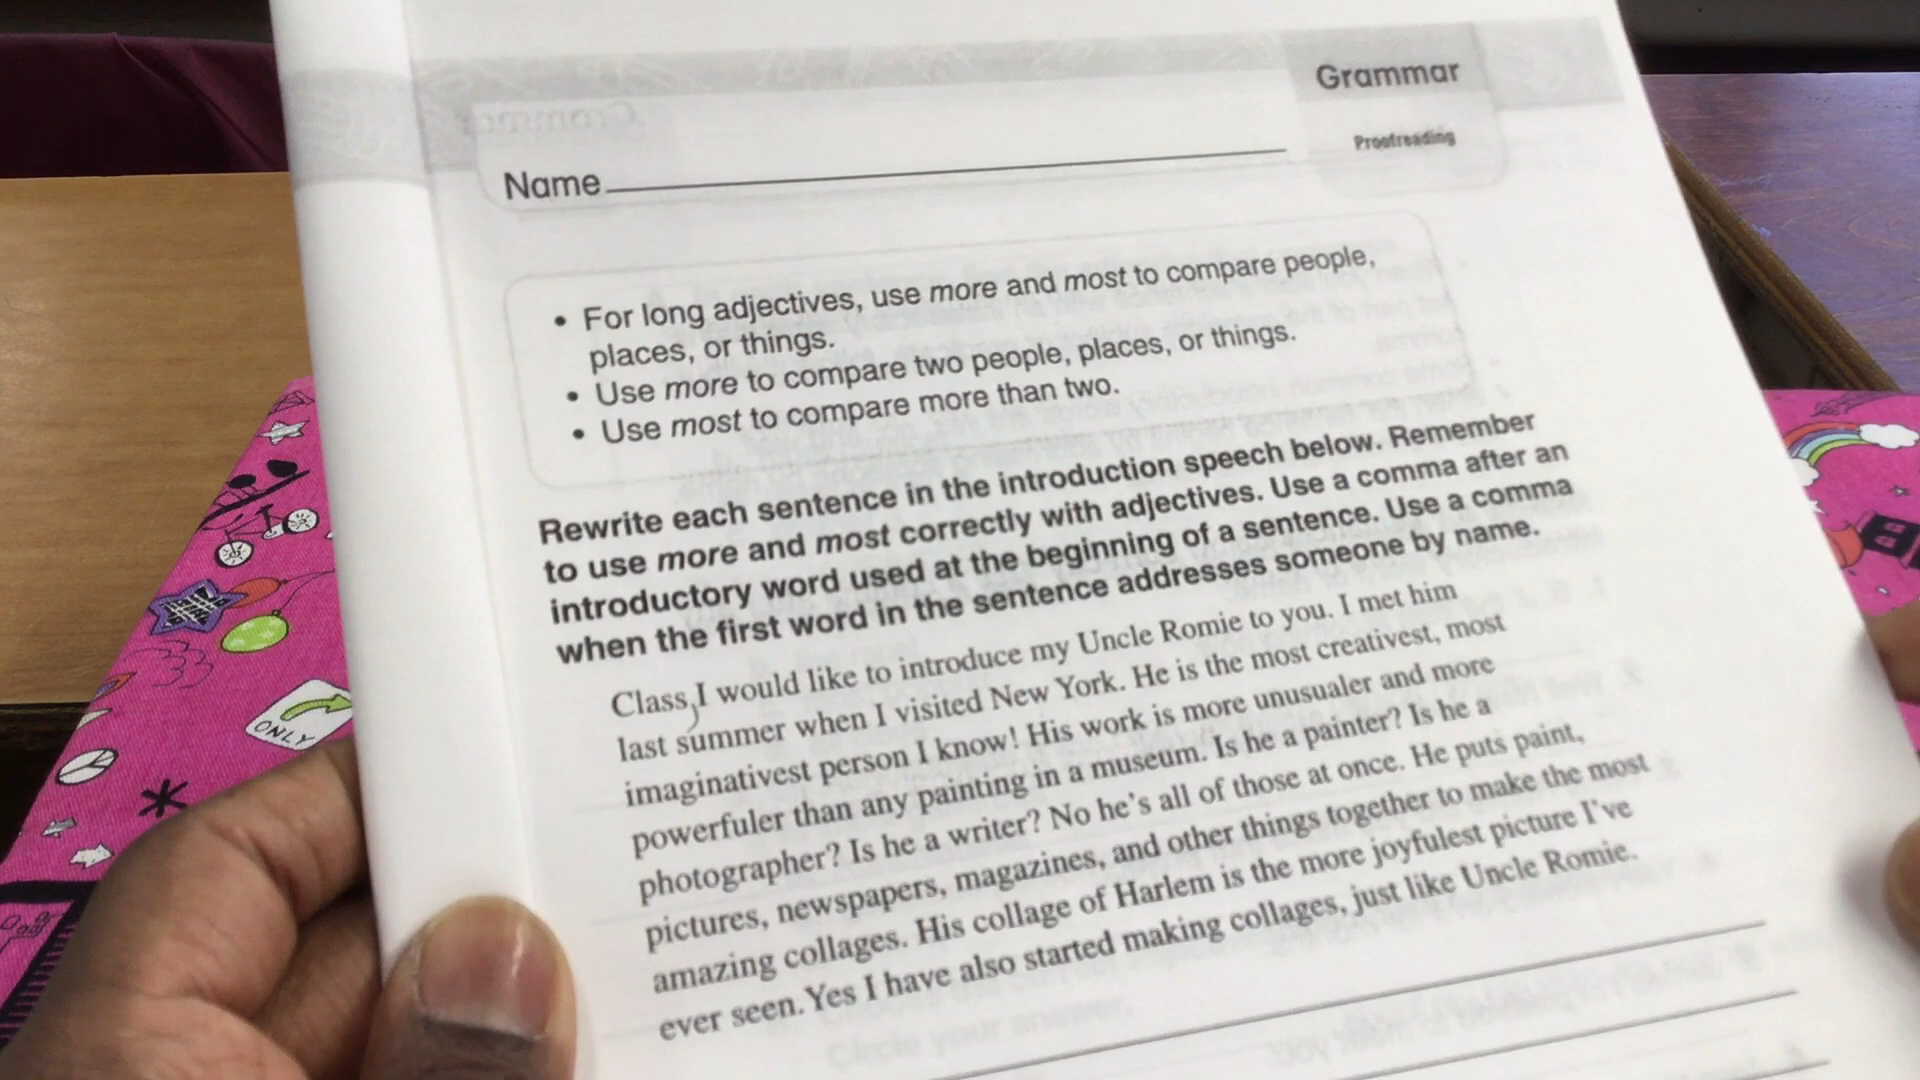 Grammar
Proofreading
Name
• For long adjectives, use more and most to compare people,
places, or things.
• Use more to compare two people, places, or things.
• Use most to compare more than two.
Rewrite each sentence in the introduction speech below. Remember
to use more and most correctly with adjectives. Use a comma after an
introductory word used at the beginning of a sentence. Use a comma
when the first word in the sentence addresses someone by name.
Class, I would like to introduce my Uncle Romie to you. I met him
last summer when I visited New York. He is the most creativest, most
imaginativest person I know! His work is more unusualer and more
powerfuler than any painting in a museum. Is he a painter? Is he a
photographer? Is he a writer? No he's all of those at once. He puts paint,
pictures, newspapers, magazines, and other things together to make the most
amazing collages. His collage of Harlem is the more joyfulest picture I've
ever seen. Yes I have also started making collages, just like Uncle Romie.
ONLY